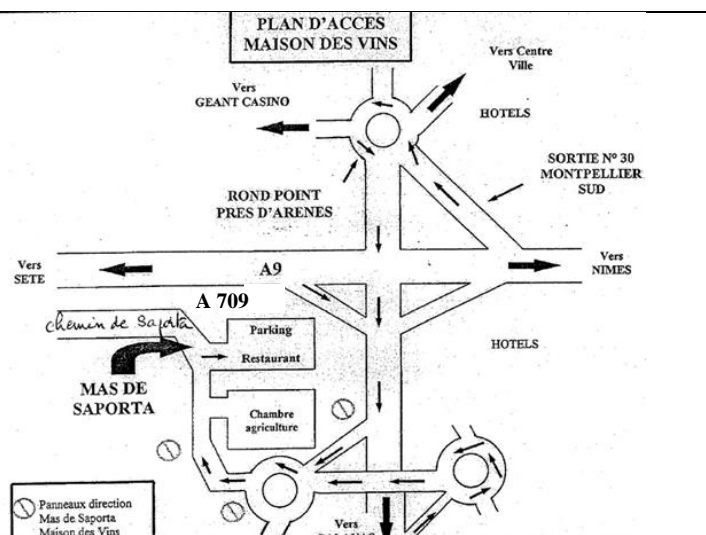 PLAN D'ACCES
MAISON DES VINS
Vers Centre
Ville
Vers
GEANT CASINO
HOTELS
SORTIE Nº 30
MONTPELLIER
SUD
ROND POINT
PRES D'ARENES
Vers
SETE
A9
Vers
NIMES
A 709
chemin de Saporta
Parking
Restaurant
HOTELS
MAS DE
SAPORTA
Chambre
agriculture
Panneaux direction
Mas de Saporta
Maison des Vins
Vers